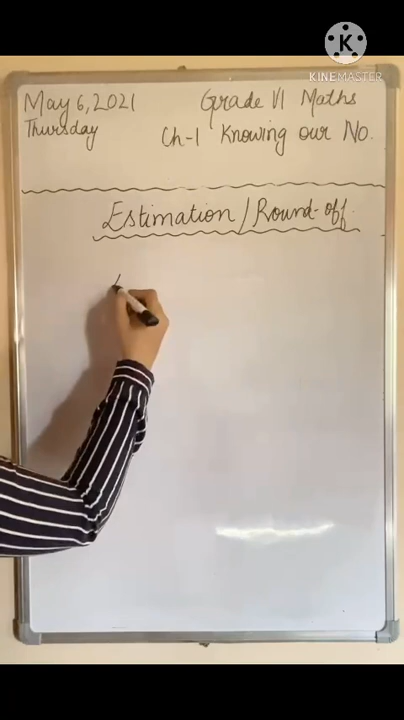 KINEMASTER
May 6, 2021 Grade VI Maths
Thursday Ch-1 Knowing our No.
Estimation / Round-off